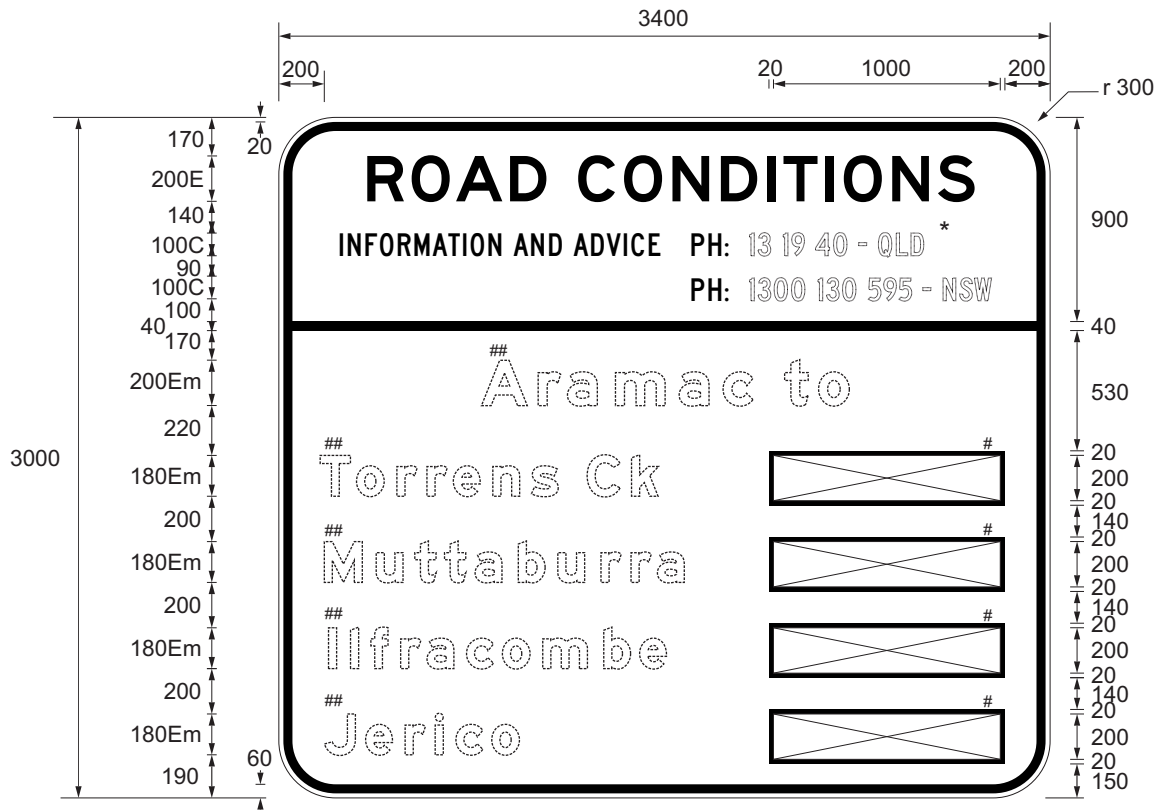 3400
200
20
1000
200
r 300
170
20
200E
140
100C
90
100C
100
40
170
200Em
220
3000
180Em
200
180Em
200
180Em
200
180Em
60
190
ROAD CONDITIONS
INFORMATION AND ADVICE PH: 13 19 40 - QLD *
PH: 1300 130 595 - NSW
##
Aramac to
## #
Torrens Ck
## #
Muttaburra
## #
Ilfracombe
## #
Jerico
900
40
530
20
200
20
140
20
200
20
140
20
200
20
140
20
200
20
150